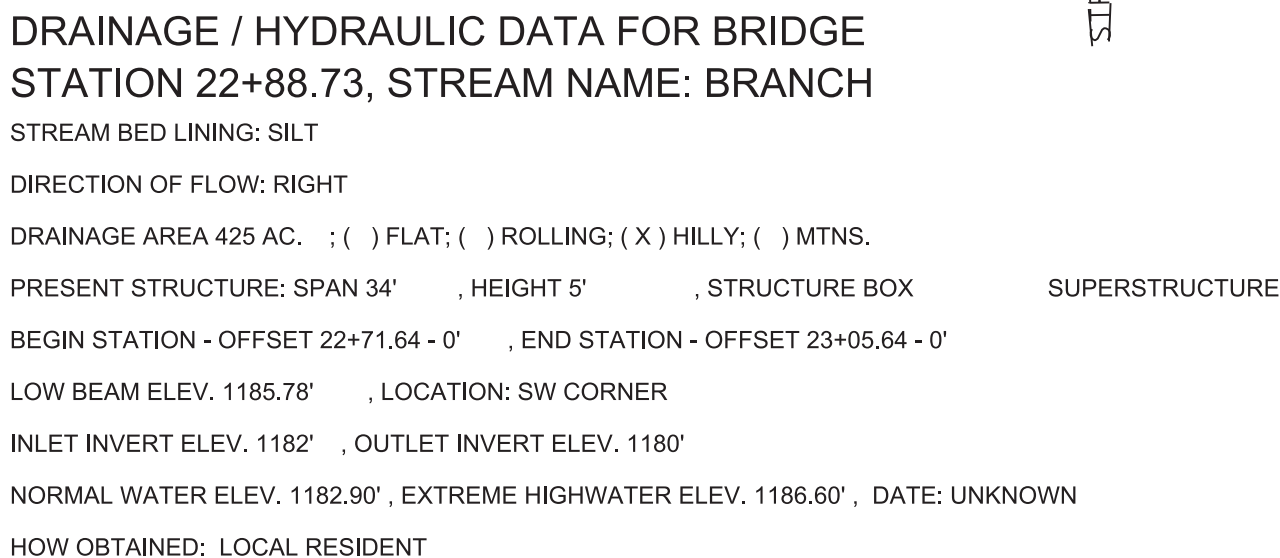 DRAINAGE / HYDRAULIC DATA FOR BRIDGE
STATION 22+88.73, STREAM NAME: BRANCH
STREAM BED LINING: SILT
DIRECTION OF FLOW: RIGHT
DRAINAGE AREA 425 AC. ; ( ) FLAT; ( ) ROLLING; ( X ) HILLY; ( ) MTNS.
PRESENT STRUCTURE: SPAN 34' , HEIGHT 5' , STRUCTURE BOX SUPERSTRUCTURE
BEGIN STATION - OFFSET 22+71.64 - 0' , END STATION - OFFSET 23+05.64 - 0'
LOW BEAM ELEV. 1185.78' , LOCATION: SW CORNER
INLET INVERT ELEV. 1182' , OUTLET INVERT ELEV. 1180'
NORMAL WATER ELEV. 1182.90' , EXTREME HIGHWATER ELEV. 1186.60' , DATE: UNKNOWN
HOW OBTAINED: LOCAL RESIDENT